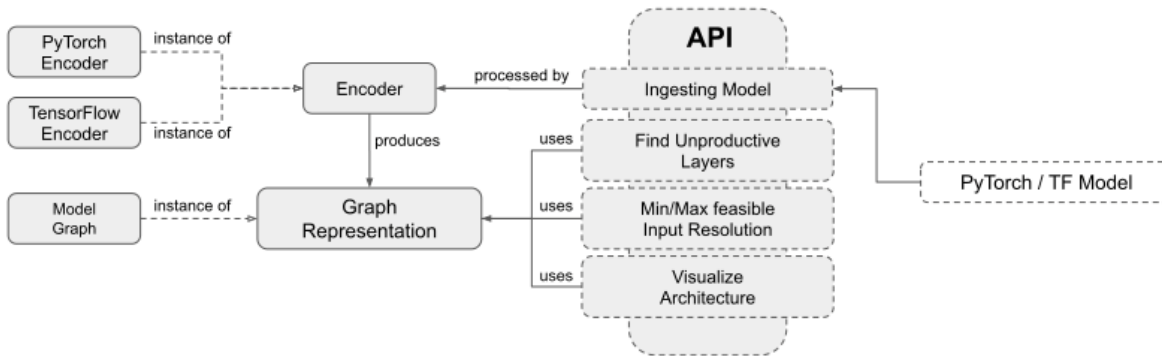 PyTorch
Encoder
instance of
TensorFlow
Encoder
instance of
Encoder
processed by
API
Ingesting Model
produces
uses
Find Unproductive
Layers
PyTorch / TF Model
Model
Graph
instance of
Graph
Representation
uses
Min/Max feasible
Input Resolution
uses
Visualize
Architecture